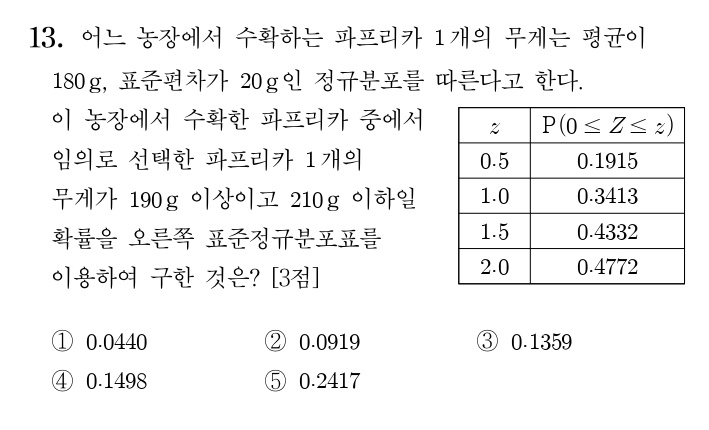 13. 어느 농장에서 수확하는 파프리카 1개의 무게는 평균이
180g, 표준편차가 20g인 정규분포를 따른다고 한다.
이 농장에서 수확한 파프리카 중에서
임의로 선택한 파프리카 1개의
무게가 190g 이상이고 210g 이하일
확률을 오른쪽 표준정규분포표를
이용하여 구한 것은? [3점]
z P(0≤Z≤z)
0.5 0.1915
1.0 0.3413
1.5 0.4332
2.0 0.4772
① 0.0440 ② 0.0919 ③ 0.1359
④ 0.1498 ⑤ 0.2417